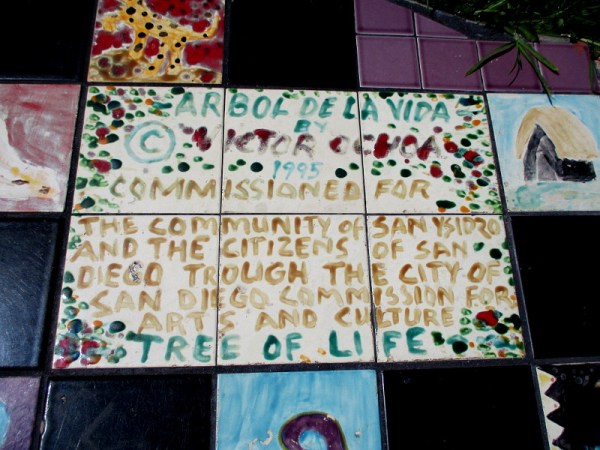 ARBOL DE LA VIDA
BY
© VICTOR OCHOA
1995
COMMISSIONED FOR
THE COMMUNITY OF SAN YSIDRO
AND THE CITIZENS OF SAN
DIEGO TROUGH THE CITY OF
SAN DIEGO COMMISSION FOR
ARTS AND CULTURE
TREE OF LIFE